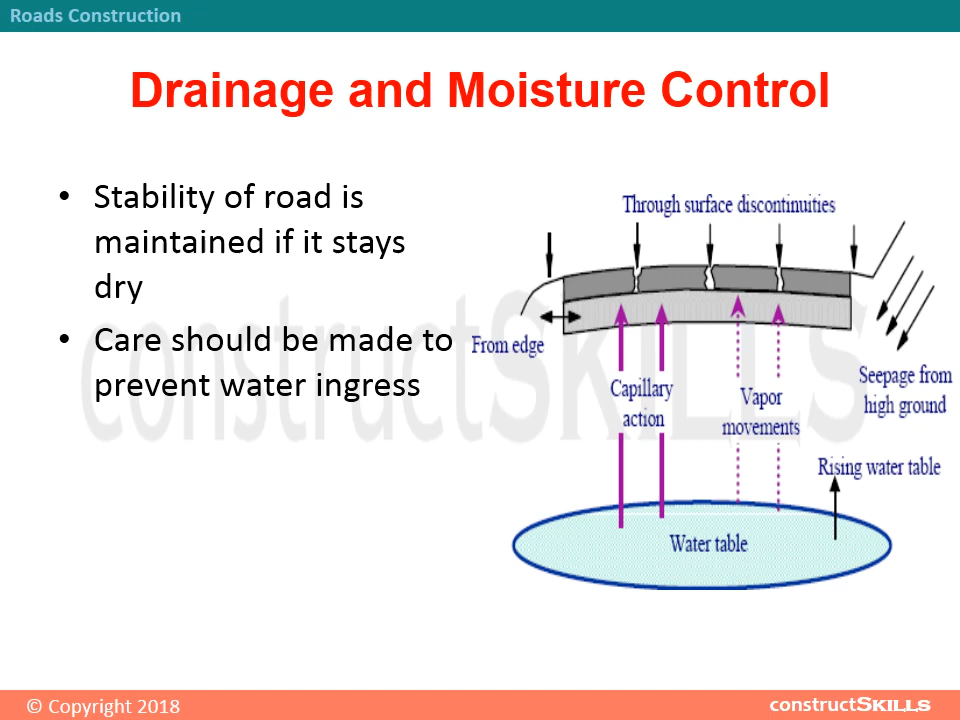 Roads Construction
Drainage and Moisture Control
• Stability of road is
maintained if it stays
dry
• Care should be made to
prevent water ingress
Through surface discontinuities
From edge
Capillary
action
Vapor
movements
Seepage from
high ground
Rising water table
Water table
constructSKILLS
© Copyright 2018
constructSKILLS